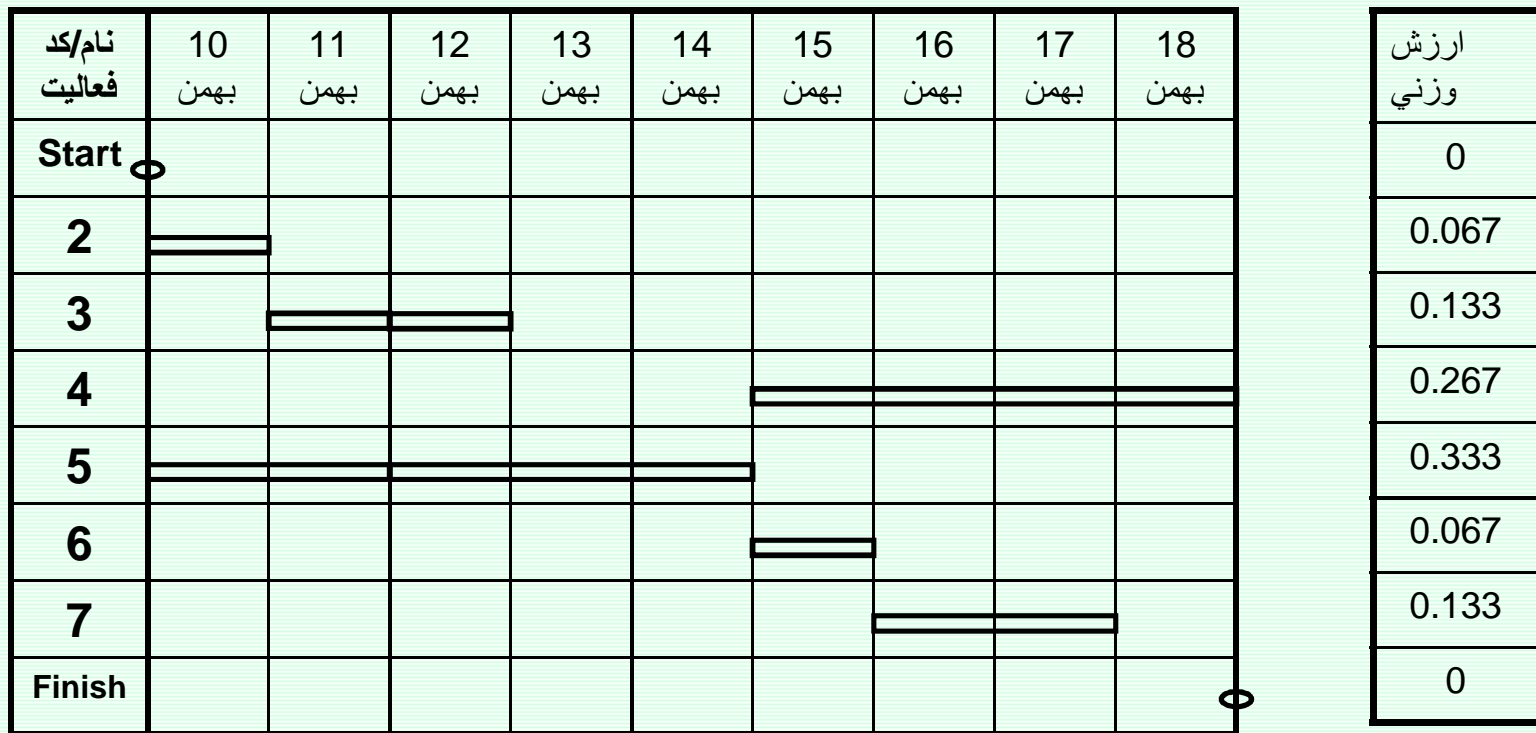 نام/کد
فعاليت
10
بهمن
11
بهمن
12
بهمن
13
بهمن
14
بهمن
15
بهمن
16
بهمن
17
بهمن
18
بهمن
ارزش
وزني
Start
0
2
0.067
3
0.133
4
0.267
5
0.333
6
0.067
7
0.133
Finish
0